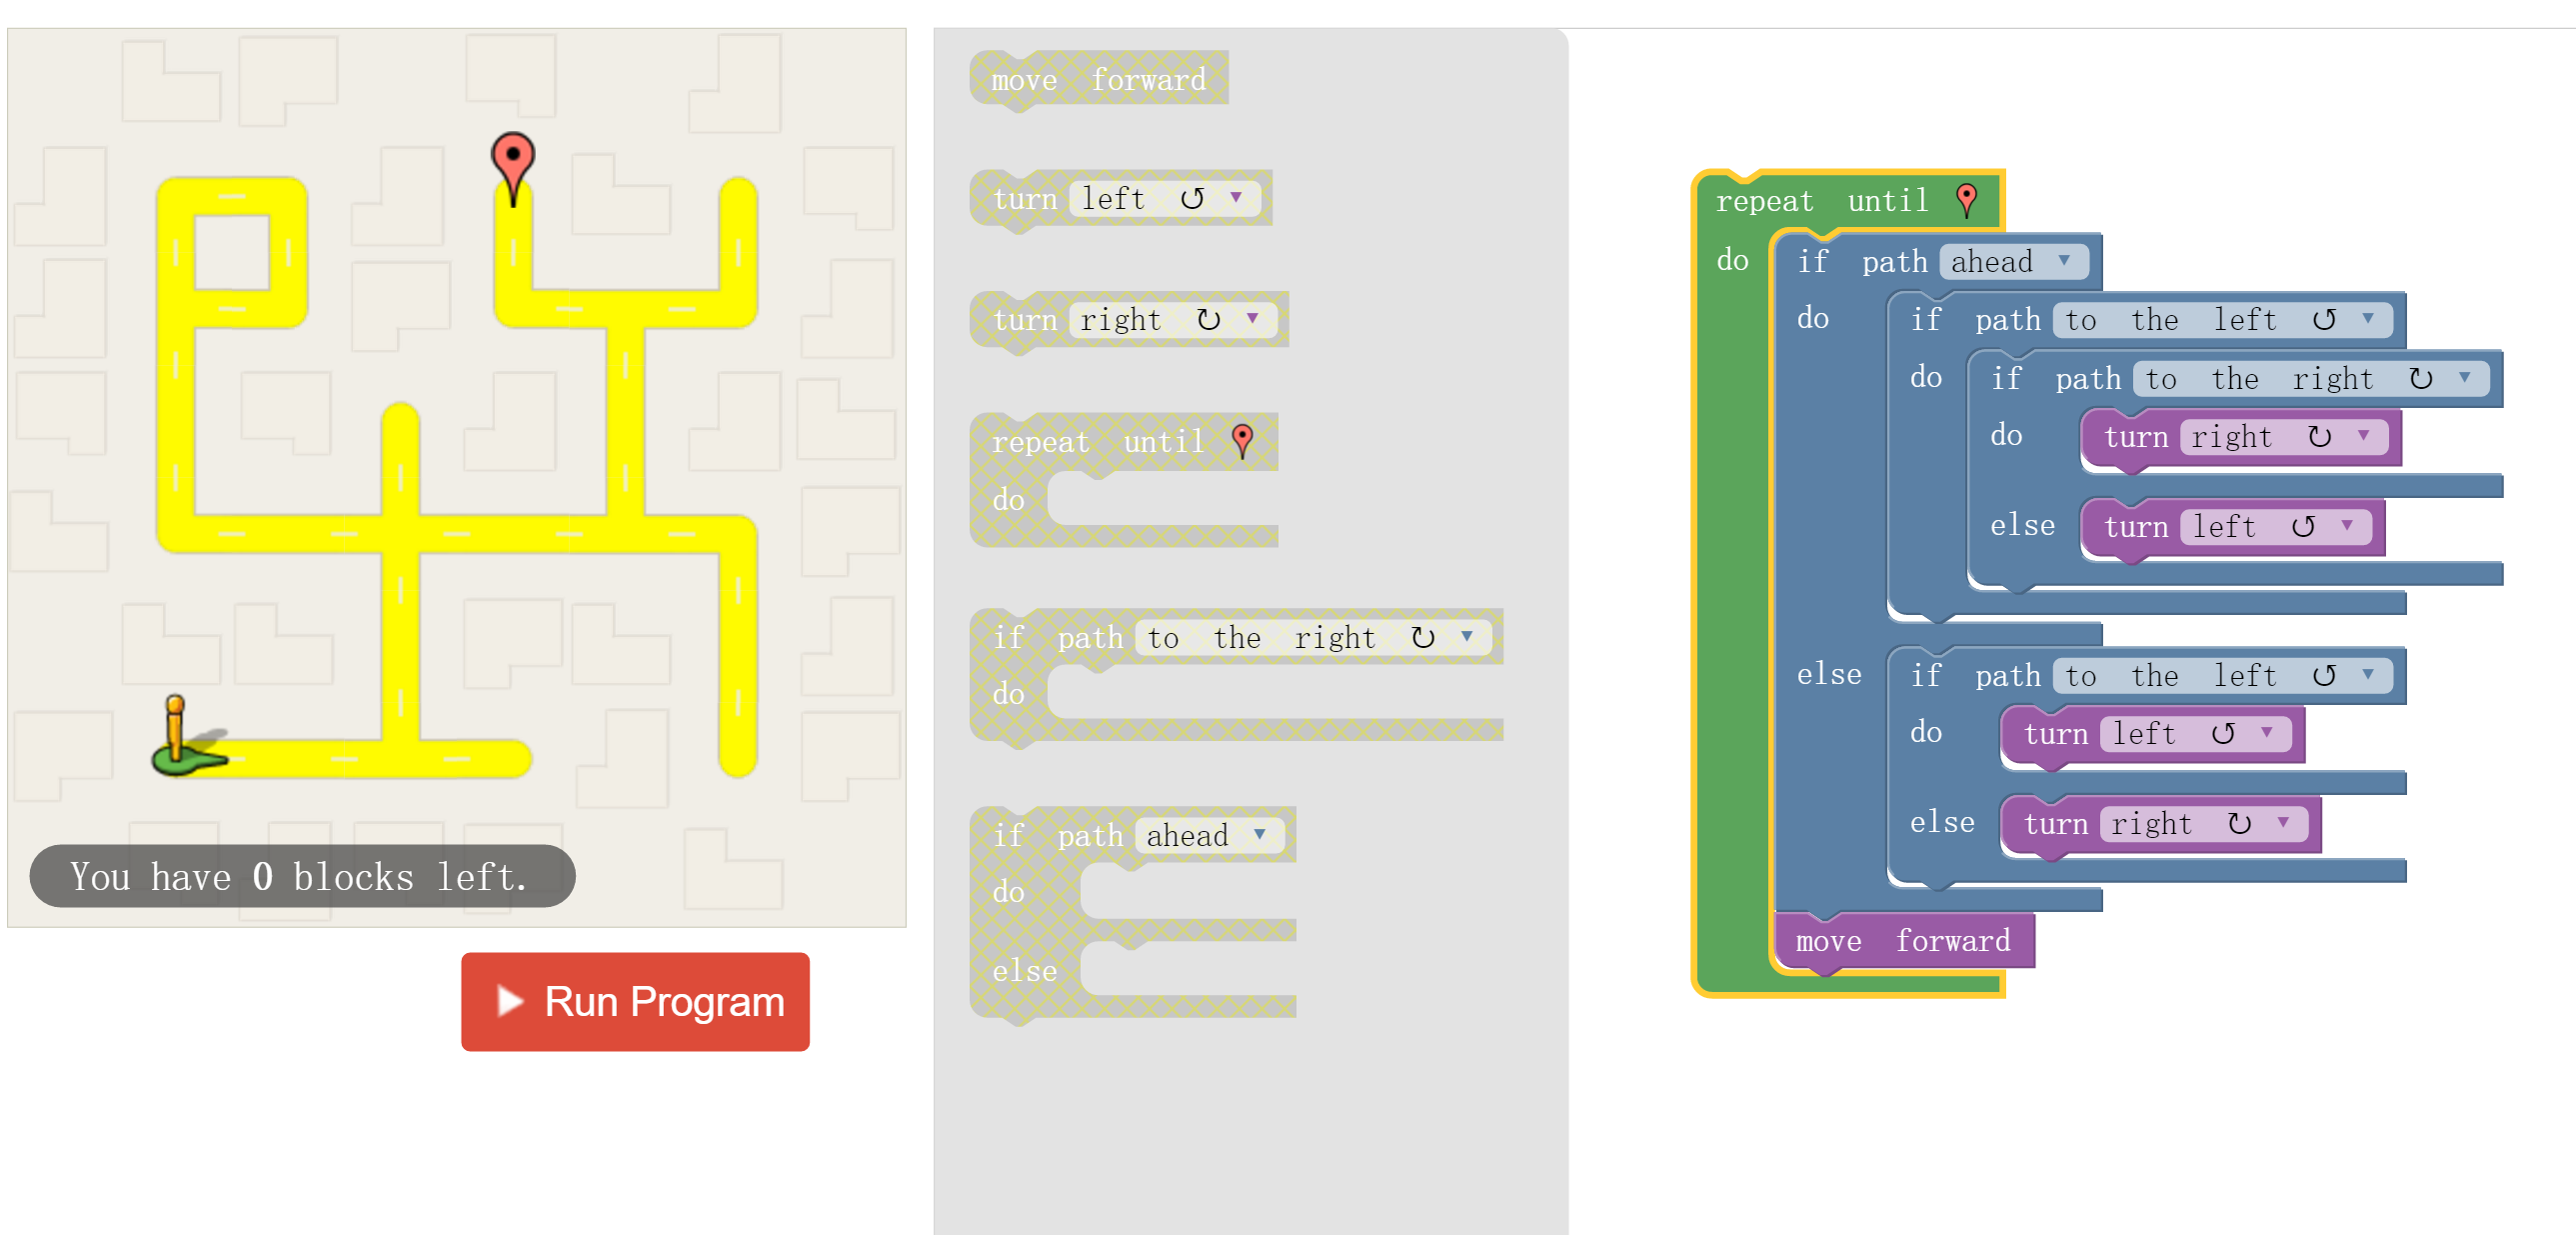 You have 0 blocks left.
Run Program
move forward
turn left ↺ ▼
turn right ↻ ▼
repeat until
do
if path to the right ↻ ▼
do
if path ahead ▼
do
else
repeat until
do if path ahead ▼
do if path to the left ↺ ▼
do if path to the right ↻ ▼
do turn right ↻ ▼
else turn left ↺ ▼
else if path to the left ↺ ▼
do turn left ↺ ▼
else turn right ↻ ▼
move forward